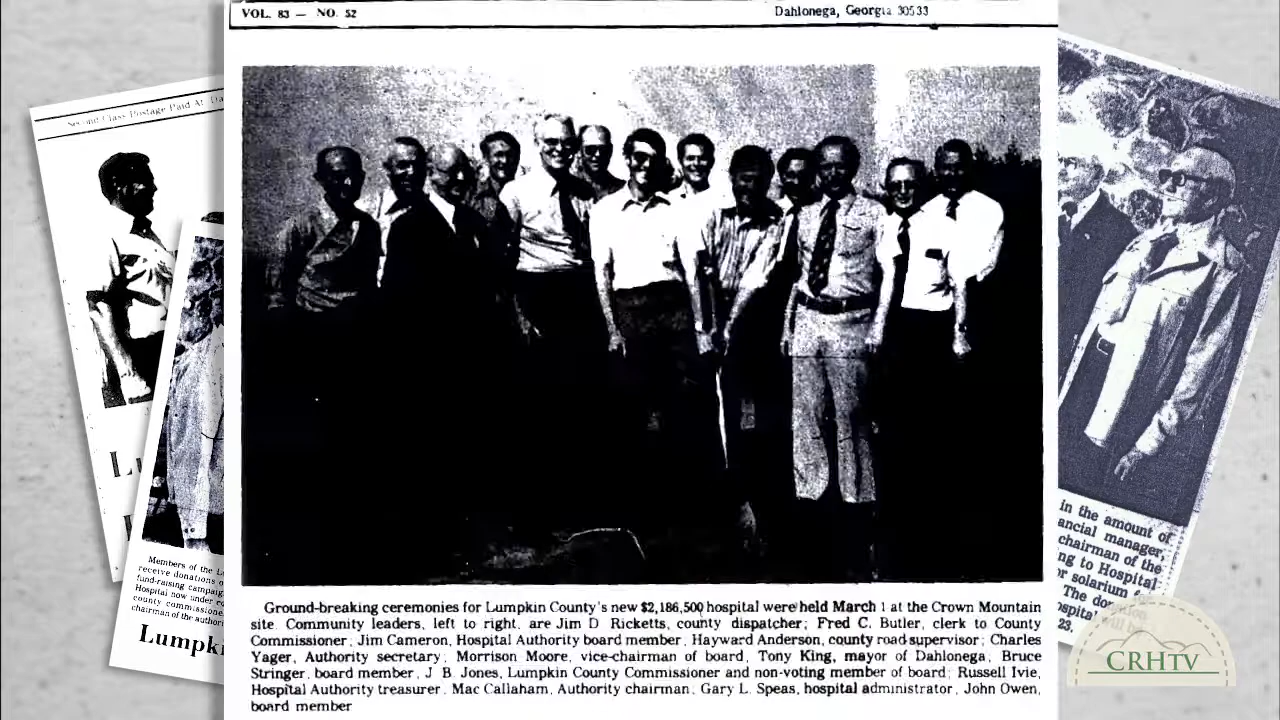 VOL. 83 — NO. 52
Dahlonega, Georgia 30533
Second Class Postage Paid At
Ground-breaking ceremonies for Lumpkin County's new $2,186,500 hospital were held March 1 at the Crown Mountain
site. Community leaders, left to right, are Jim D Ricketts, county dispatcher; Fred C. Butler, clerk to County
Commissioner; Jim Cameron, Hospital Authority board member, Hayward Anderson, county road supervisor; Charles
Yager, Authority secretary; Morrison Moore, vice-chairman of board, Tony King, mayor of Dahlonega; Bruce
Stringer, board member, J B. Jones, Lumpkin County Commissioner and non-voting member of board; Russell Ivie,
Hospital Authority treasurer, Mac Callaham, Authority chairman, Gary L. Speas, hospital administrator, John Owen,
board member
Members of the
receive donations
fund-raising campaig
Hospital now under
county commissione
chairman of the author
Lumpk
in the amount of
ancial manager,
chairman of the
ng to Hospital
or solarium
The do
ospita
23.
CRHTV